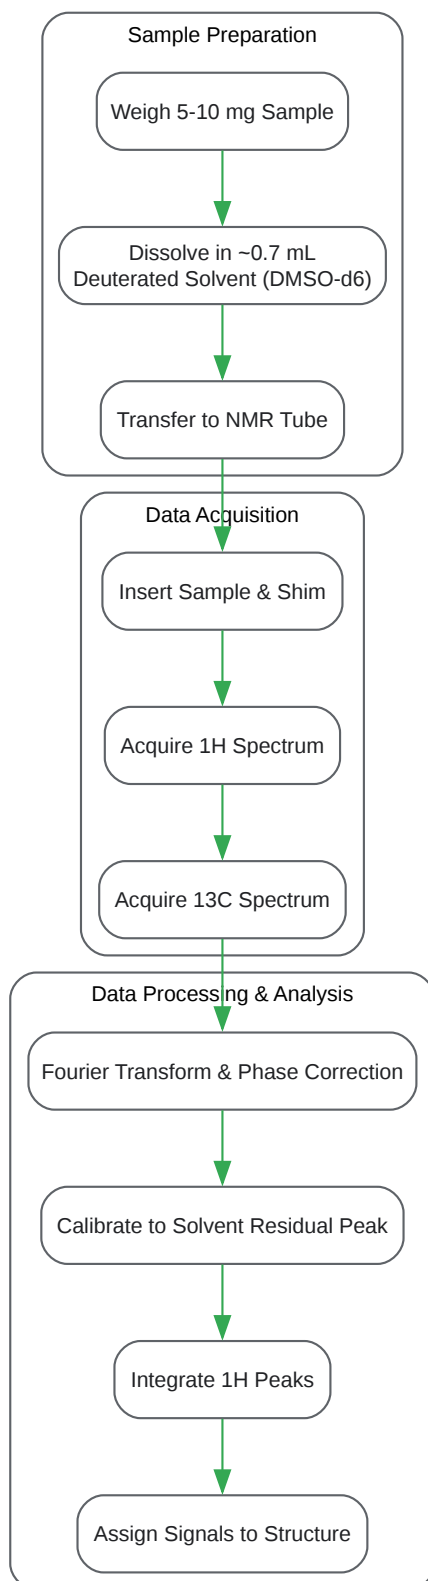 Sample Preparation
Weigh 5-10 mg Sample
Dissolve in ~0.7 mL
Deuterated Solvent (DMSO-d6)
Transfer to NMR Tube
Data Acquisition
Insert Sample & Shim
Acquire 1H Spectrum
Acquire 13C Spectrum
Data Processing & Analysis
Fourier Transform & Phase Correction
Calibrate to Solvent Residual Peak
Integrate 1H Peaks
Assign Signals to Structure